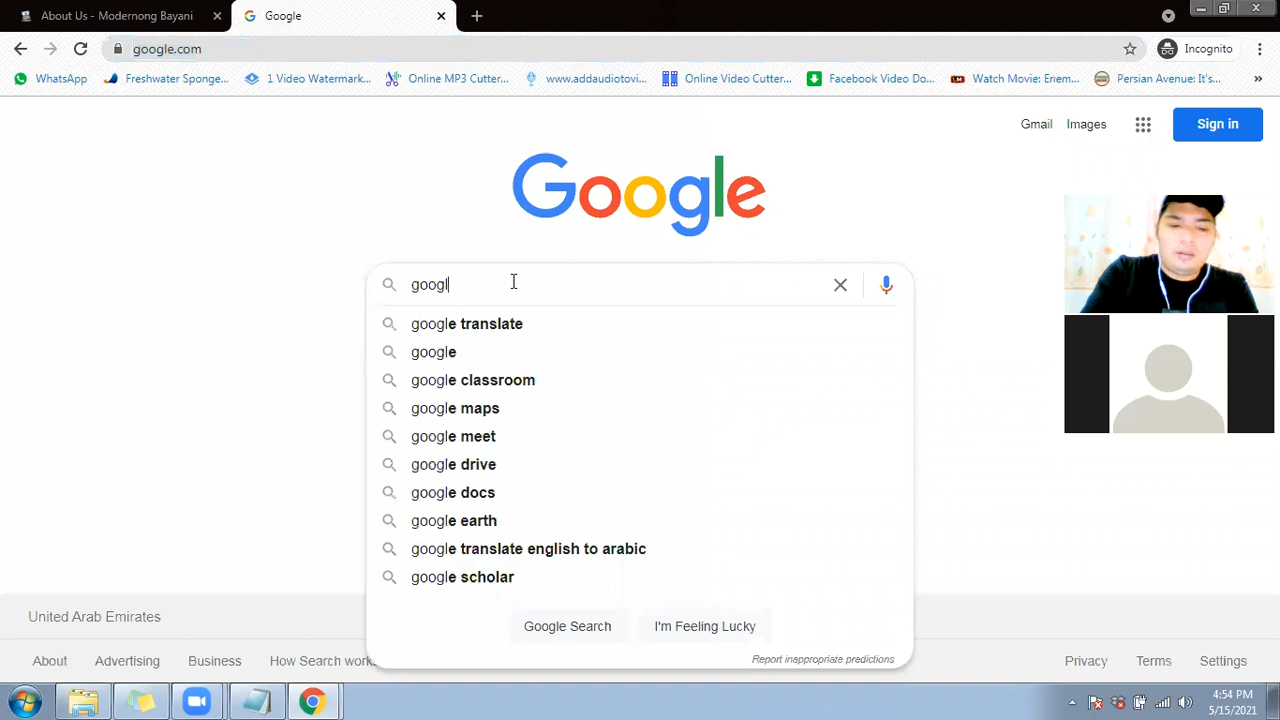 About Us - Modernong Bayani
Google
google.com
Incognito
WhatsApp
Freshwater Sponge...
1 Video Watermark...
Online MP3 Cutter...
www.addaudiotovi...
Online Video Cutter...
Facebook Video Do...
Watch Movie: Enem...
Persian Avenue: It's...
Gmail
Images
Sign in
Google
googl
google translate
google
google classroom
google maps
google meet
google drive
google docs
google earth
google translate english to arabic
google scholar
Google Search
I'm Feeling Lucky
Report inappropriate predictions
United Arab Emirates
About
Advertising
Business
How Search works
Privacy
Terms
Settings
4:54 PM
5/15/2021